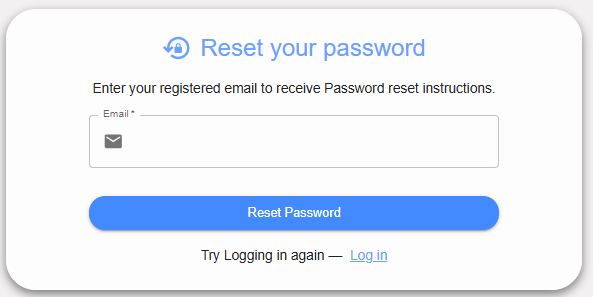 Reset your password
Enter your registered email to receive Password reset instructions.
Email *
Reset Password
Try Logging in again — Log in